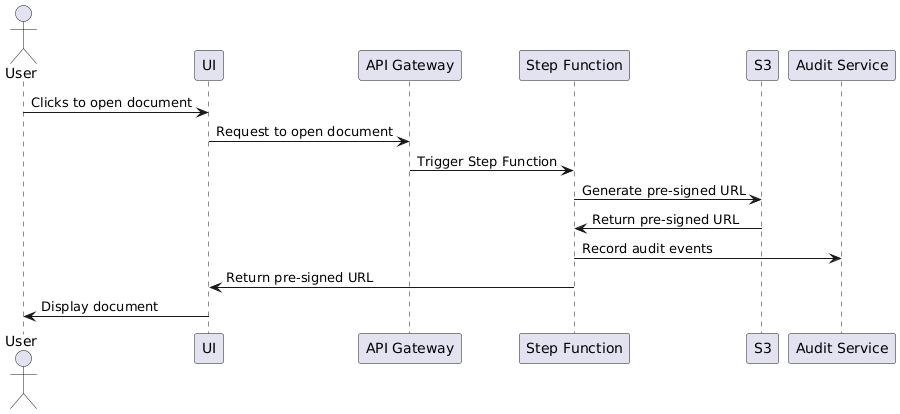 User
UI
API Gateway
Step Function
S3
Audit Service
Clicks to open document
Request to open document
Trigger Step Function
Generate pre-signed URL
Return pre-signed URL
Record audit events
Return pre-signed URL
Display document
User
UI
API Gateway
Step Function
S3
Audit Service